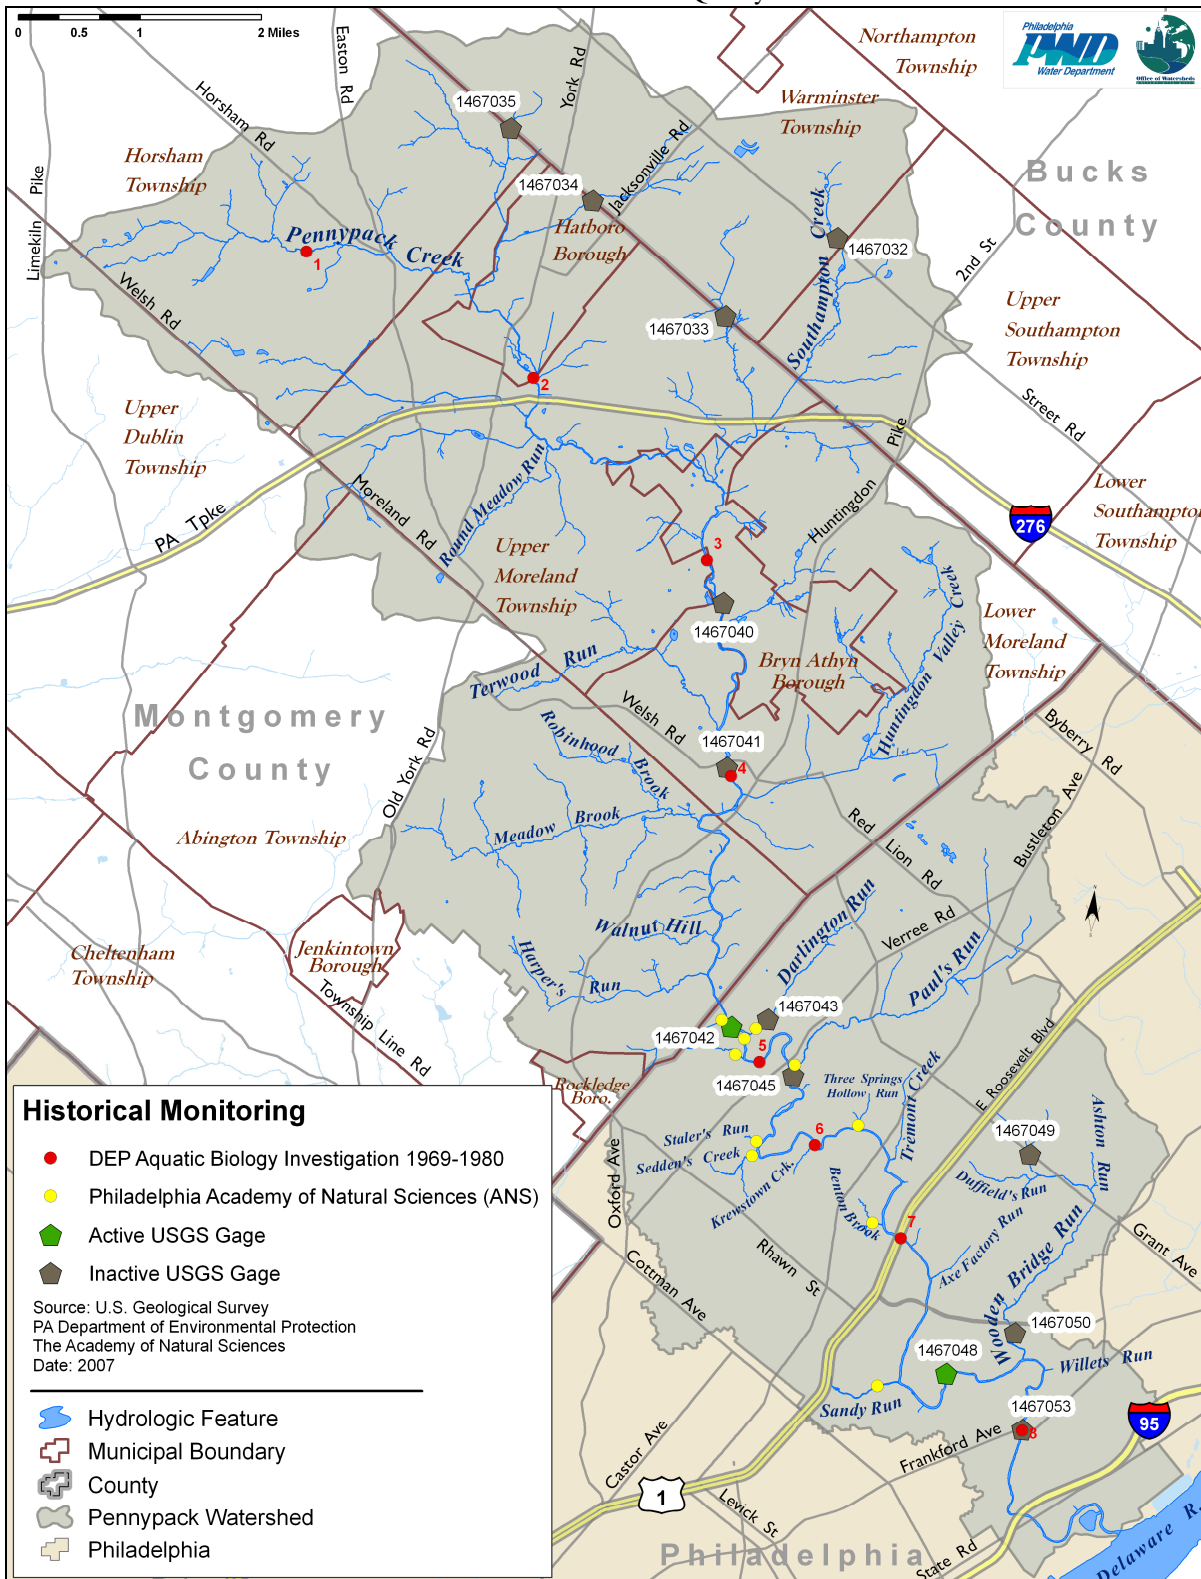 0 0.5 1 2 Miles
Philadelphia
PWD
Water Department
Office of Watersheds
Northampton
Township
Warminster
Township
Bucks
County
Horsham
Township
Easton Rd
York Rd
Horsham Rd
Limekiln Pike
Jacksonville Rd
1467035
1467034
Hatboro
Borough
Pennypack Creek
1
Southampton Creek
1467032
2nd St
1467033
Upper
Southampton
Township
Welsh Rd
2
Street Rd
Upper
Dublin
Township
Pike
Lower
Southampton
Township
276
PA Tpke
Moreland Rd
Round Meadow Run
Huntingdon
Upper
Moreland
Township
3
1467040
Lower
Moreland
Township
Bryn Athyn
Borough
Huntingdon Valley Creek
Terwood Run
Montgomery
County
Welsh Rd
Robinhood Brook
1467041
4
Byberry Rd
Old York Rd
Bustleton Ave
Meadow Brook
Abington Township
Red Lion Rd
Walnut Hill
Darlington Run
Verree Rd
Paul's Run
Cheltenham
Township
Jenkintown
Borough
Harper's Run
Township Line Rd
1467043
1467042
5
1467045
Rockledge
Boro.
Three Springs
Hollow Run
Tremont Creek
E Roosevelt Blvd
Ashton Run
1467049
Staler's Run
Sedden's Creek
6
Krewstown Crk.
Benton Brook
Duffield's Run
Oxford Ave
7
Axe Factory Run
Wooden Bridge Run
Grant Ave
Rhawn St
Cottman Ave
1467050
1467048
Willets Run
Sandy Run
1467053
8
Frankford Ave
95
Castor Ave
1
Levick St
Philadelphia
State Rd
Delaware R.
N
Historical Monitoring
DEP Aquatic Biology Investigation 1969-1980
Philadelphia Academy of Natural Sciences (ANS)
Active USGS Gage
Inactive USGS Gage
Source: U.S. Geological Survey
PA Department of Environmental Protection
The Academy of Natural Sciences
Date: 2007
Hydrologic Feature
Municipal Boundary
County
Pennypack Watershed
Philadelphia